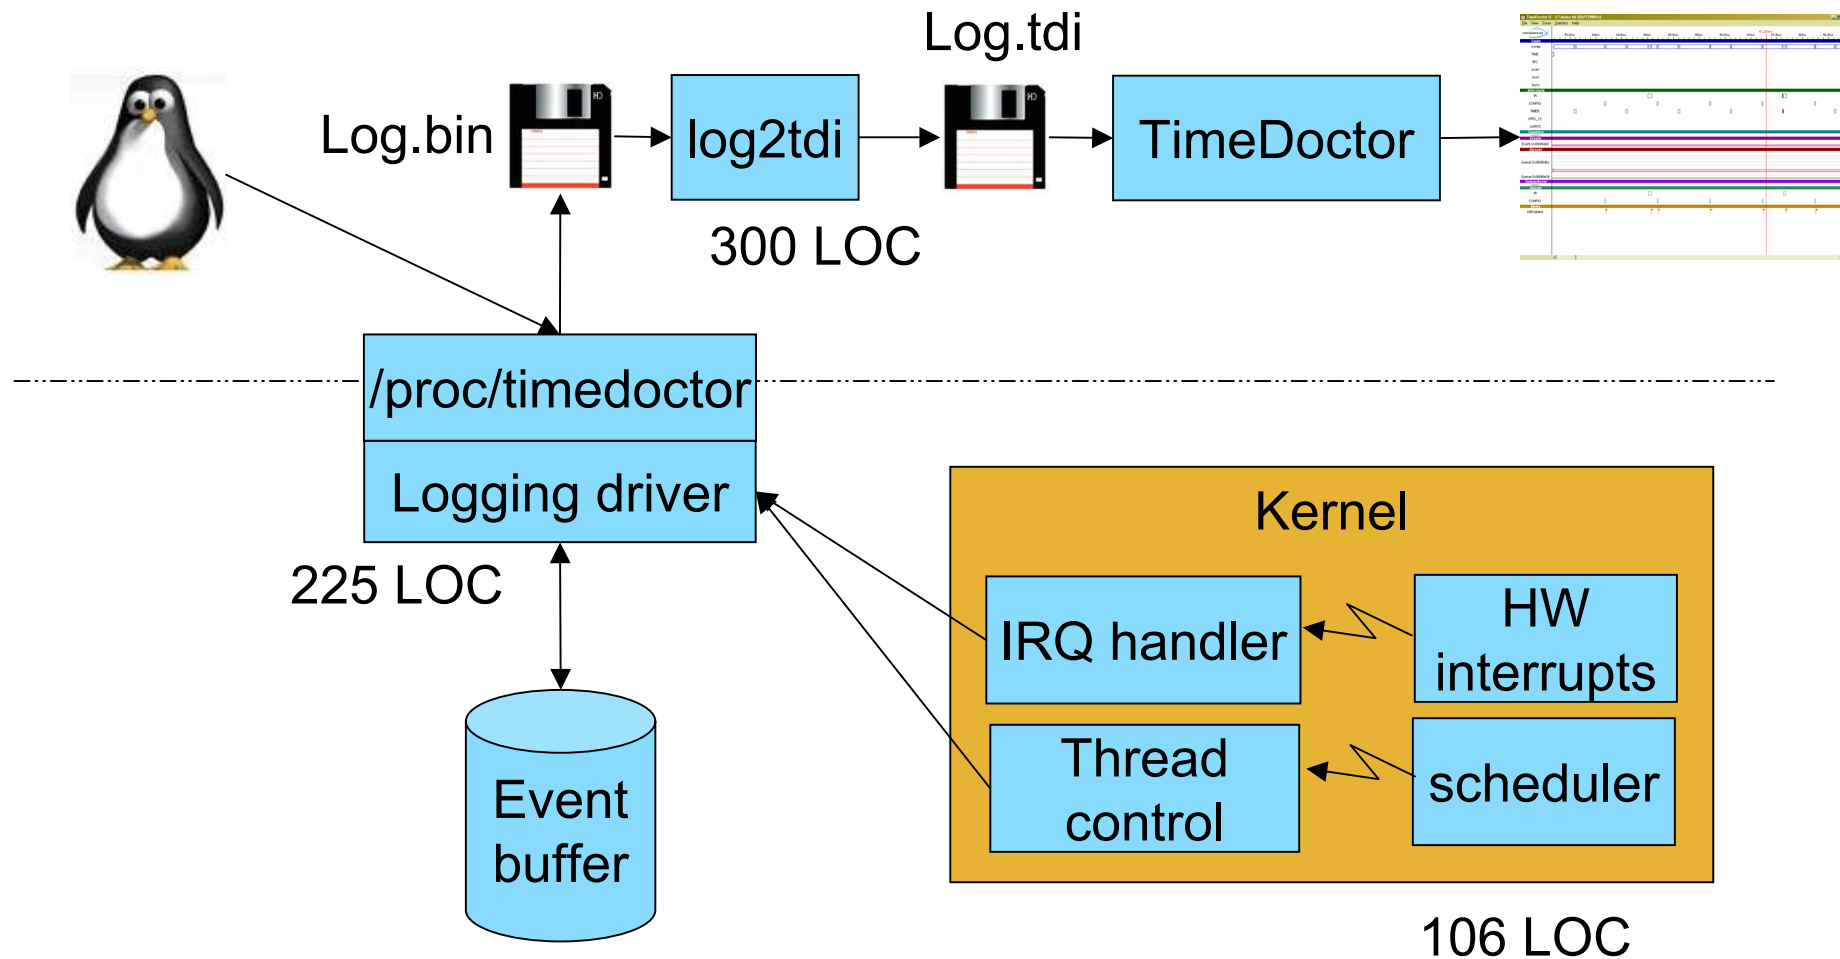 Log.tdi
Log.bin
log2tdi
TimeDoctor
300 LOC
/proc/timedoctor
Logging driver
Kernel
225 LOC
IRQ handler
HW
interrupts
Thread
control
scheduler
Event
buffer
106 LOC